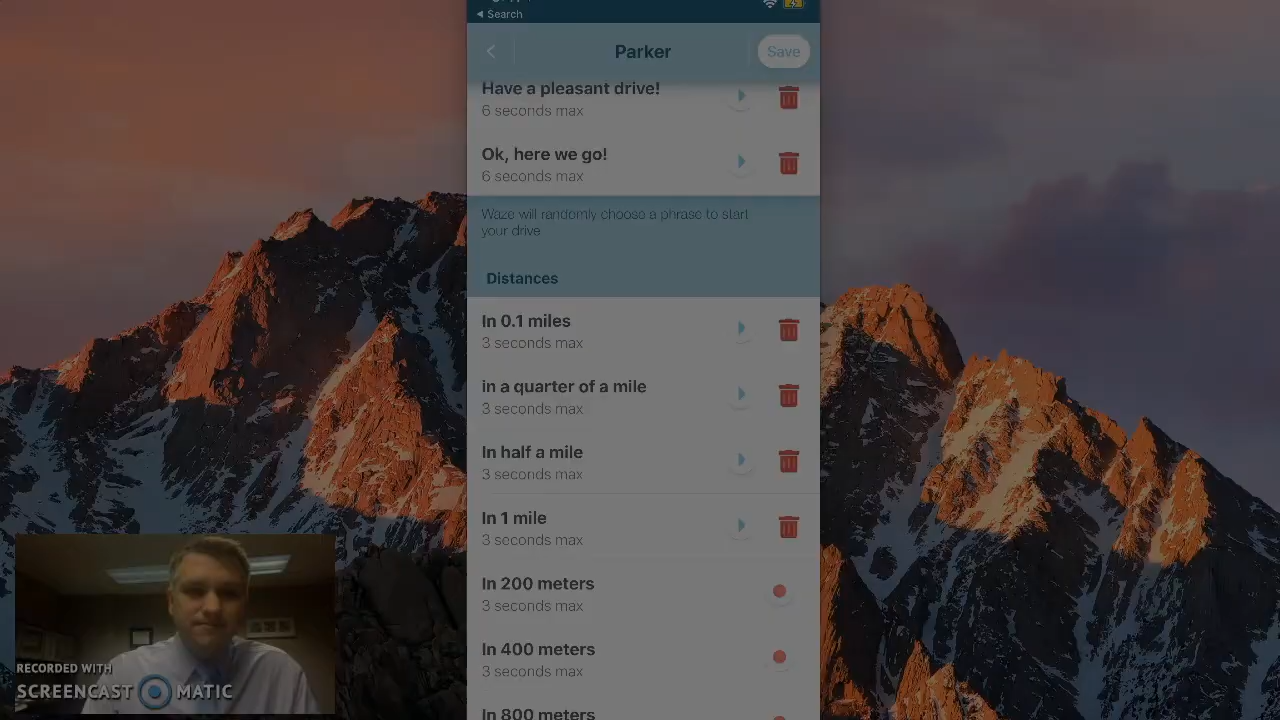 Search
Parker
Save
Have a pleasant drive!
6 seconds max
Ok, here we go!
6 seconds max
Waze will randomly choose a phrase to start
your drive
Distances
In 0.1 miles
3 seconds max
in a quarter of a mile
3 seconds max
In half a mile
3 seconds max
In 1 mile
3 seconds max
In 200 meters
3 seconds max
In 400 meters
3 seconds max
In 800 meters
RECORDED WITH
SCREENCAST MATIC